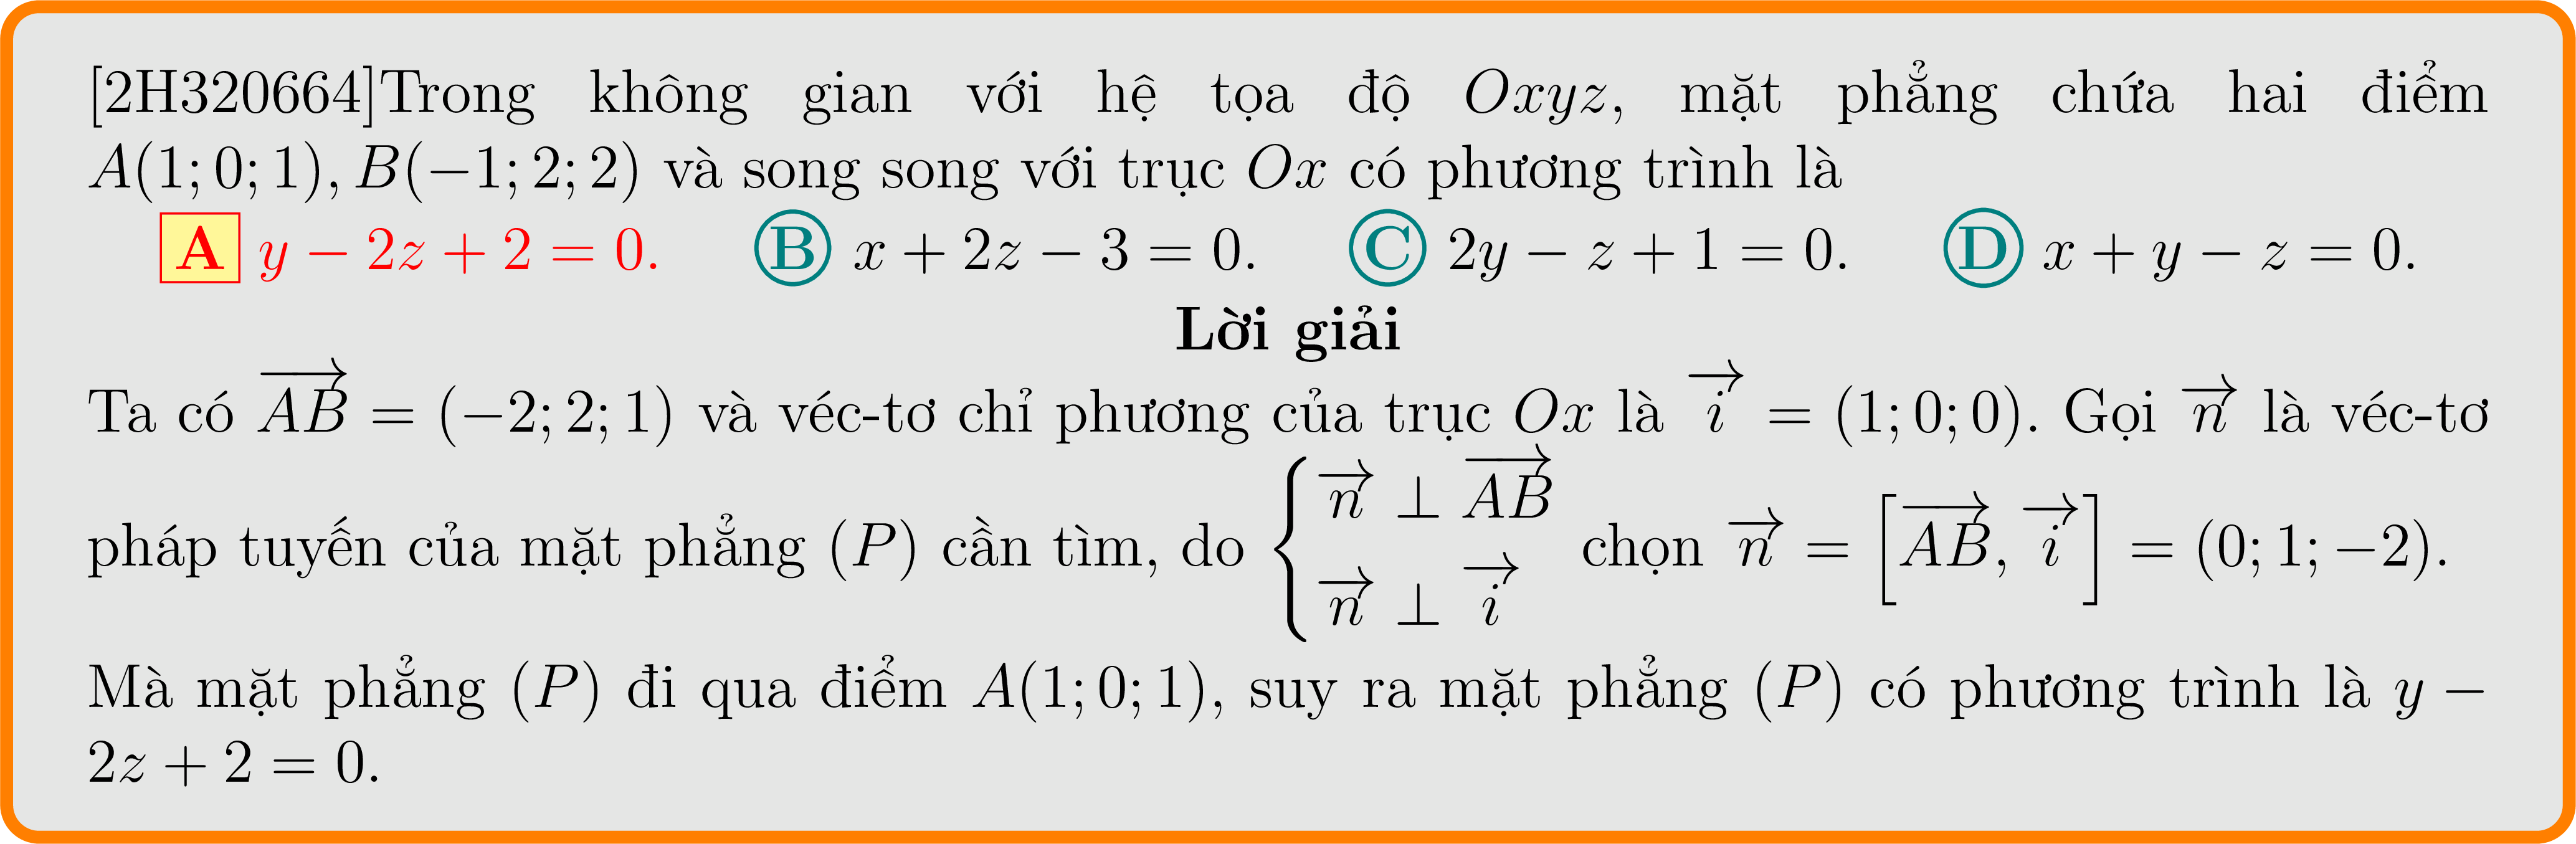 [2H320664]Trong không gian với hệ tọa độ Oxyz, mặt phẳng chứa hai điểm
A(1; 0; 1), B(−1; 2; 2) và song song với trục Ox có phương trình là
A y − 2z + 2 = 0. B x + 2z − 3 = 0. C 2y − z + 1 = 0. D x + y − z = 0.
Lời giải
Ta có $\overrightarrow{AB}$ = (−2; 2; 1) và véc-tơ chỉ phương của trục Ox là $\overrightarrow{i}$ = (1; 0; 0). Gọi $\overrightarrow{n}$ là véc-tơ
pháp tuyến của mặt phẳng (P) cần tìm, do $\begin{cases} \overrightarrow{n} \perp \overrightarrow{AB} \\ \overrightarrow{n} \perp \overrightarrow{i} \end{cases}$ chọn $\overrightarrow{n} = \left[\overrightarrow{AB}, \overrightarrow{i}\right]$ = (0; 1; −2).
Mà mặt phẳng (P) đi qua điểm A(1; 0; 1), suy ra mặt phẳng (P) có phương trình là y −
2z + 2 = 0.